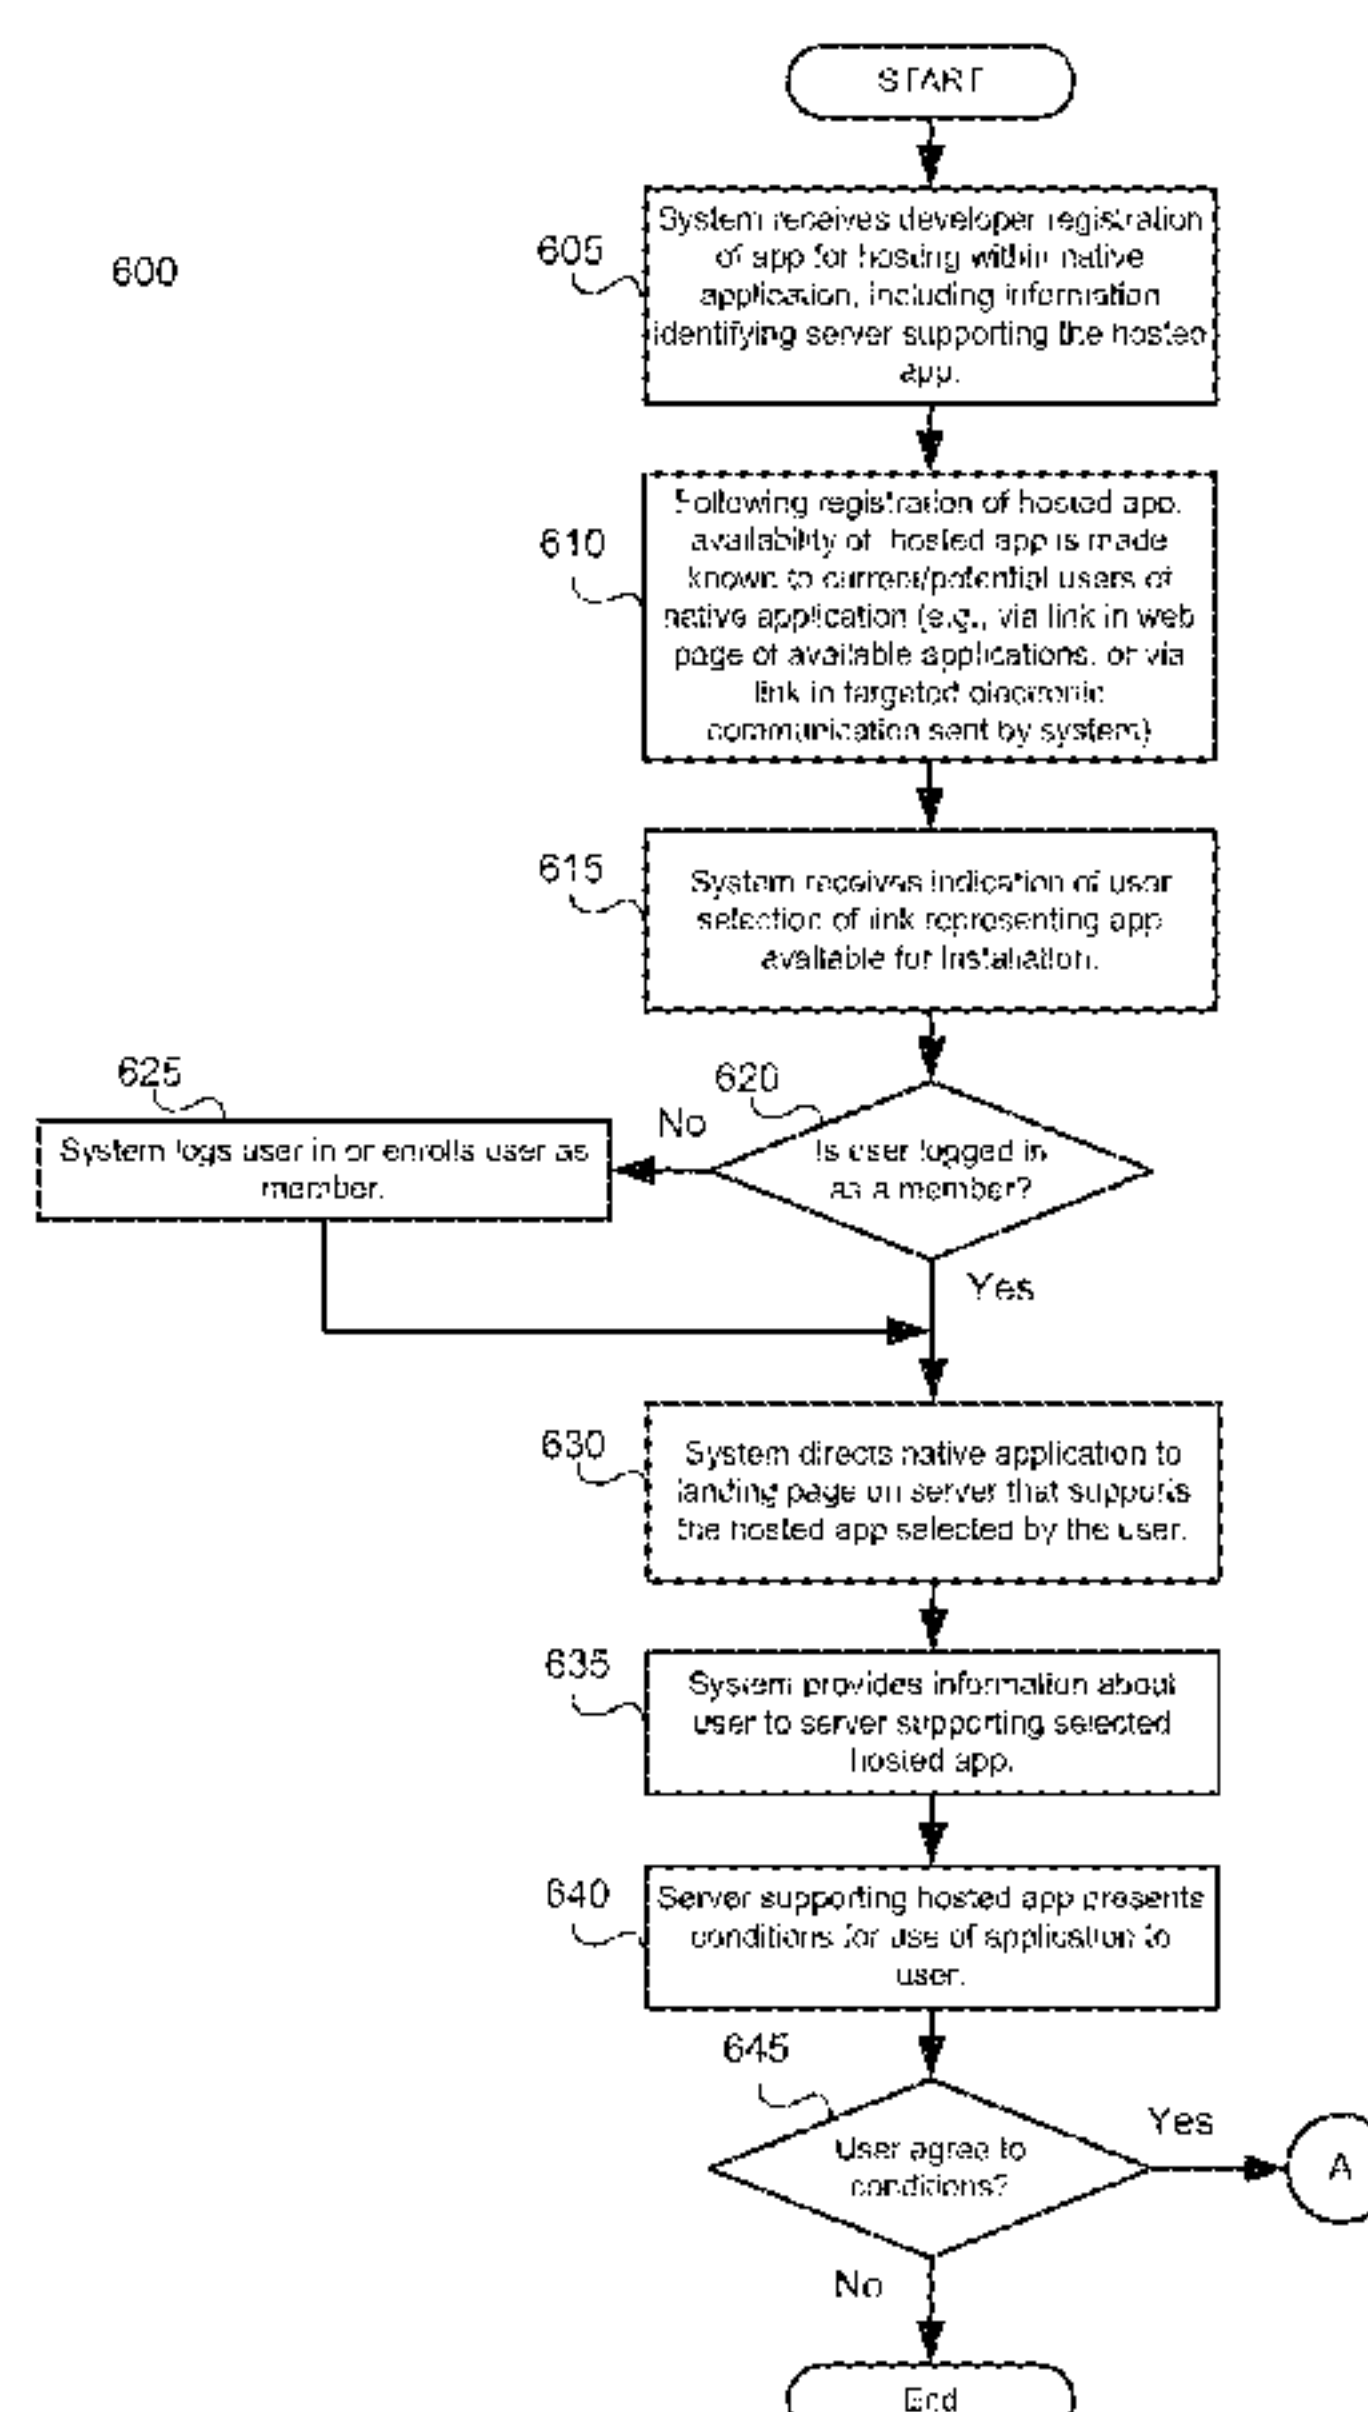 START
600
605
System receives developer registration
of app for hosting within native
application, including information
identifying server supporting the hosted
app.
610
Following registration of hosted app,
availability of hosted app is made
known to current/potential users of
native application (e.g., via link in web
page of available applications, or via
link in targeted electronic
communication sent by system)
615
System receives indication of user
selection of link representing app
available for installation.
620
Is user logged in
as a member?
No
625
System logs user in or enrolls user as
member.
Yes
630
System directs native application to
landing page on server that supports
the hosted app selected by the user.
635
System provides information about
user to server supporting selected
hosted app.
640
Server supporting hosted app presents
conditions for use of application to
user.
645
User agree to
conditions?
Yes
A
No
End